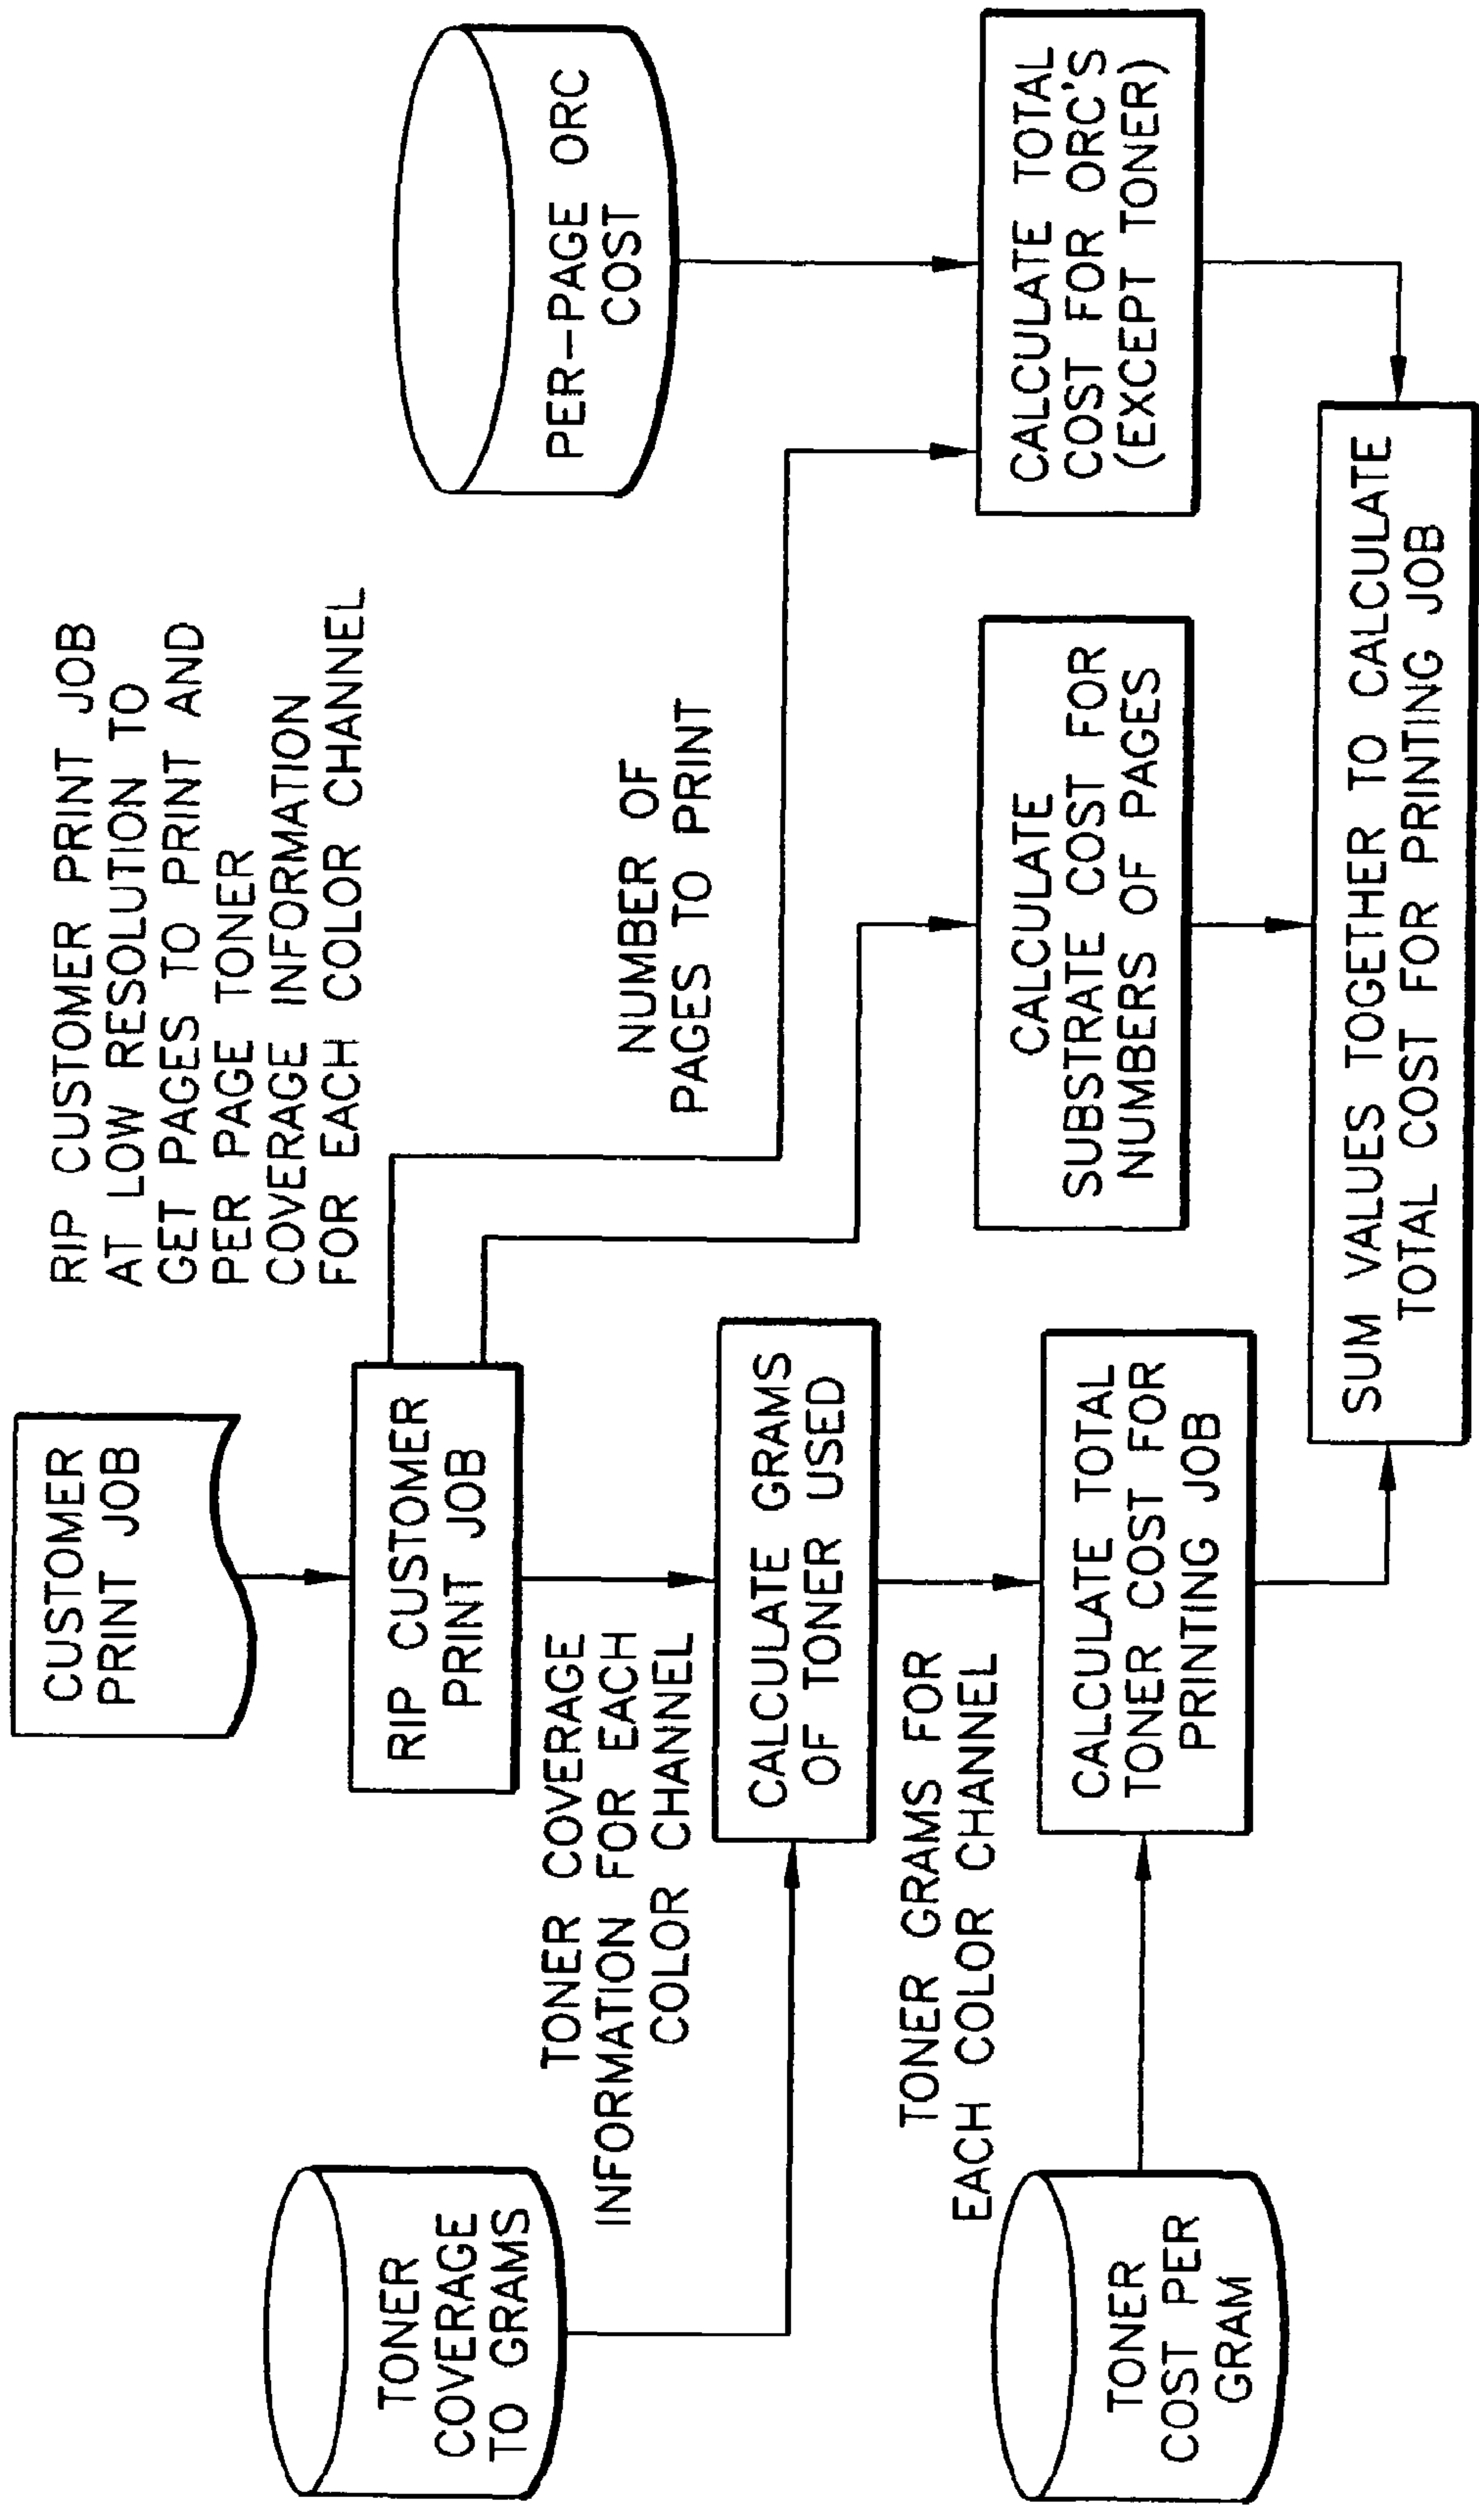 CUSTOMER
PRINT JOB
RIP CUSTOMER PRINT JOB
AT LOW RESOLUTION TO
GET PAGES TO PRINT AND
PER PAGE TONER
COVERAGE INFORMATION
FOR EACH COLOR CHANNEL
TONER
COVERAGE
TO GRAMS
RIP CUSTOMER
PRINT JOB
PER-PAGE ORC
COST
TONER COVERAGE
INFORMATION FOR EACH
COLOR CHANNEL
NUMBER OF
PAGES TO PRINT
CALCULATE GRAMS
OF TONER USED
TONER GRAMS FOR
EACH COLOR CHANNEL
TONER
COST PER
GRAM
CALCULATE TOTAL
TONER COST FOR
PRINTING JOB
CALCULATE
SUBSTRATE COST FOR
NUMBERS OF PAGES
CALCULATE TOTAL
COST FOR ORC'S
(EXCEPT TONER)
SUM VALUES TOGETHER TO CALCULATE
TOTAL COST FOR PRINTING JOB